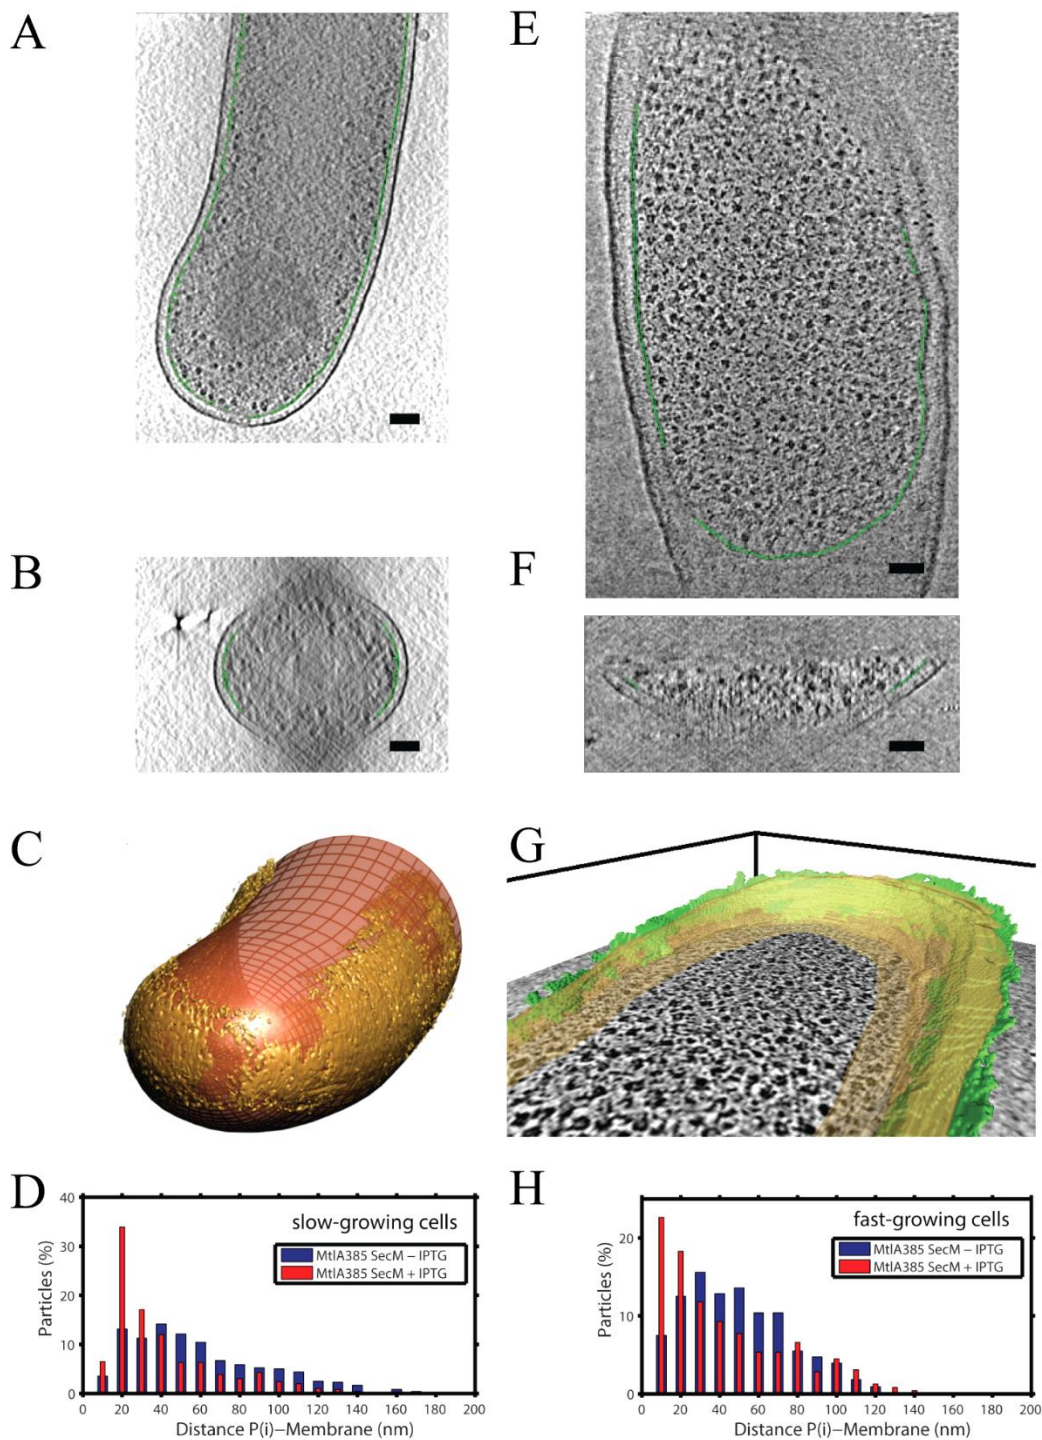 A
E
B
F
C
G
D
40
30
20
10
0
Particles (%)
slow-growing cells
MtlA385 SecM − IPTG
MtlA385 SecM + IPTG
0 20 40 60 80 100 120 140 160 180 200
Distance P(i)−Membrane (nm)
H
20
10
0
Particles (%)
fast-growing cells
MtlA385 SecM − IPTG
MtlA385 SecM + IPTG
0 20 40 60 80 100 120 140 160 180 200
Distance P(i)−Membrane (nm)